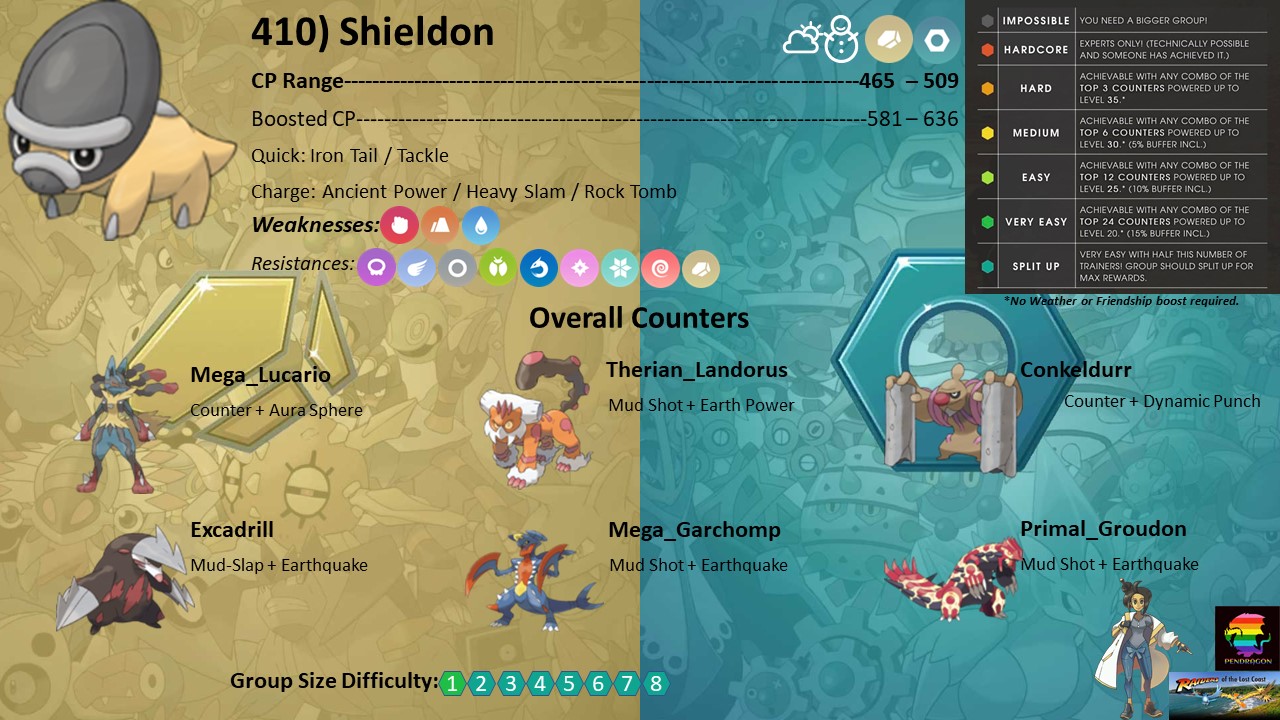 410) Shieldon
CP Range-----465 – 509
Boosted CP-----581 – 636
Quick: Iron Tail / Tackle
Charge: Ancient Power / Heavy Slam / Rock Tomb
Weaknesses:
Resistances:
IMPOSSIBLE YOU NEED A BIGGER GROUP!
HARDCORE EXPERTS ONLY! (TECHNICALLY POSSIBLE
AND SOMEONE HAS ACHIEVED IT.)
HARD ACHIEVABLE WITH ANY COMBO OF THE
TOP 3 COUNTERS POWERED UP TO
LEVEL 35.*
MEDIUM ACHIEVABLE WITH ANY COMBO OF THE
TOP 6 COUNTERS POWERED UP TO
LEVEL 30.* (5% BUFFER INCL.)
EASY ACHIEVABLE WITH ANY COMBO OF THE
TOP 12 COUNTERS POWERED UP TO
LEVEL 25.* (10% BUFFER INCL.)
VERY EASY ACHIEVABLE WITH ANY COMBO OF THE
TOP 24 COUNTERS POWERED UP TO
LEVEL 20.* (15% BUFFER INCL.)
SPLIT UP VERY EASY WITH HALF THIS NUMBER OF
TRAINERS! GROUP SHOULD SPLIT UP FOR
MAX REWARDS.
*No Weather or Friendship boost required.
Overall Counters
Mega_Lucario
Counter + Aura Sphere
Therian_Landorus
Mud Shot + Earth Power
Conkeldurr
Counter + Dynamic Punch
Excadrill
Mud-Slap + Earthquake
Mega_Garchomp
Mud Shot + Earthquake
Primal_Groudon
Mud Shot + Earthquake
Group Size Difficulty: 1 2 3 4 5 6 7 8
PENDRAGON
RAIDERS of the Lost Coast